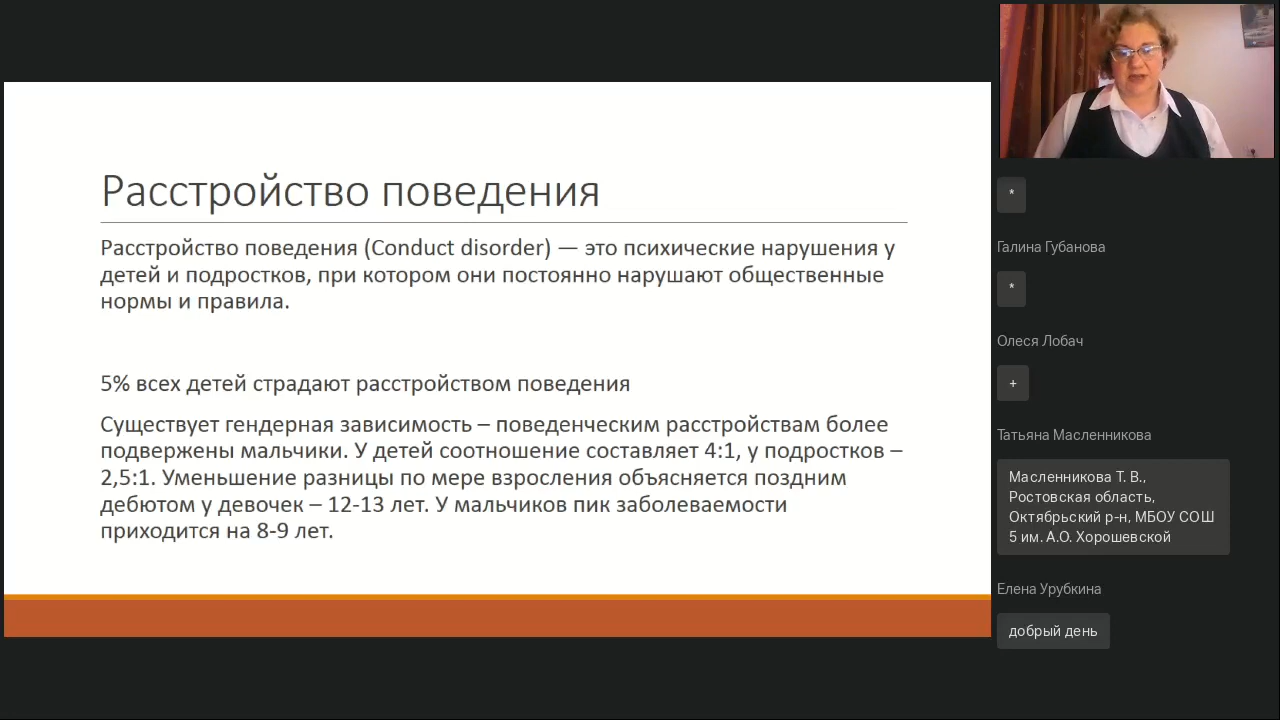 Расстройство поведения
Расстройство поведения (Conduct disorder) — это психические нарушения у
детей и подростков, при котором они постоянно нарушают общественные
нормы и правила.
5% всех детей страдают расстройством поведения
Существует гендерная зависимость – поведенческим расстройствам более
подвержены мальчики. У детей соотношение составляет 4:1, у подростков –
2,5:1. Уменьшение разницы по мере взросления объясняется поздним
дебютом у девочек – 12-13 лет. У мальчиков пик заболеваемости
приходится на 8-9 лет.
*
Галина Губанова
*
Олеся Лобач
+
Татьяна Масленникова
Масленникова Т. В.,
Ростовская область,
Октябрьский р-н, МБОУ СОШ
5 им. А.О. Хорошевской
Елена Урубкина
добрый день